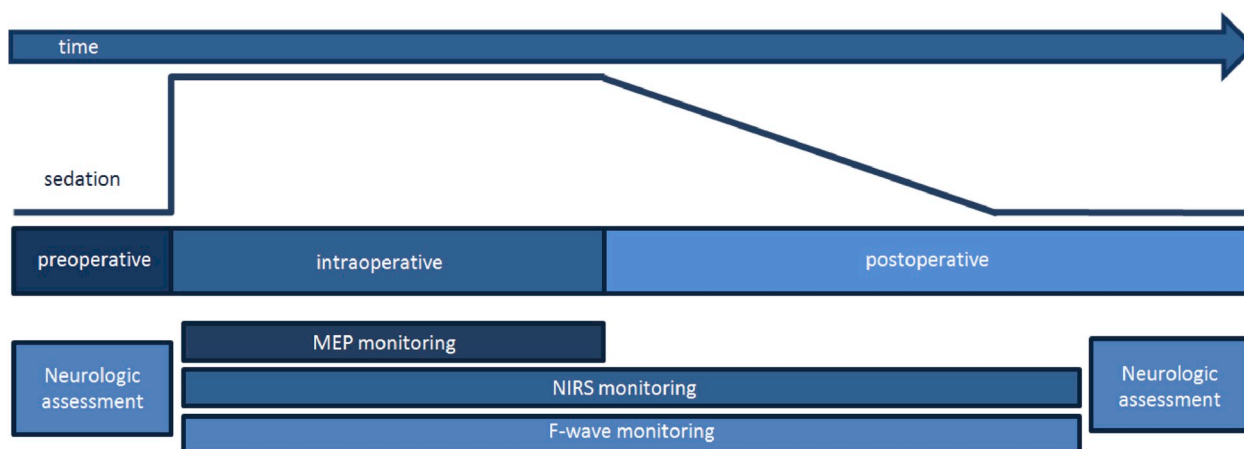 time
sedation
preoperative
intraoperative
postoperative
MEP monitoring
Neurologic
assessment
NIRS monitoring
Neurologic
assessment
F-wave monitoring